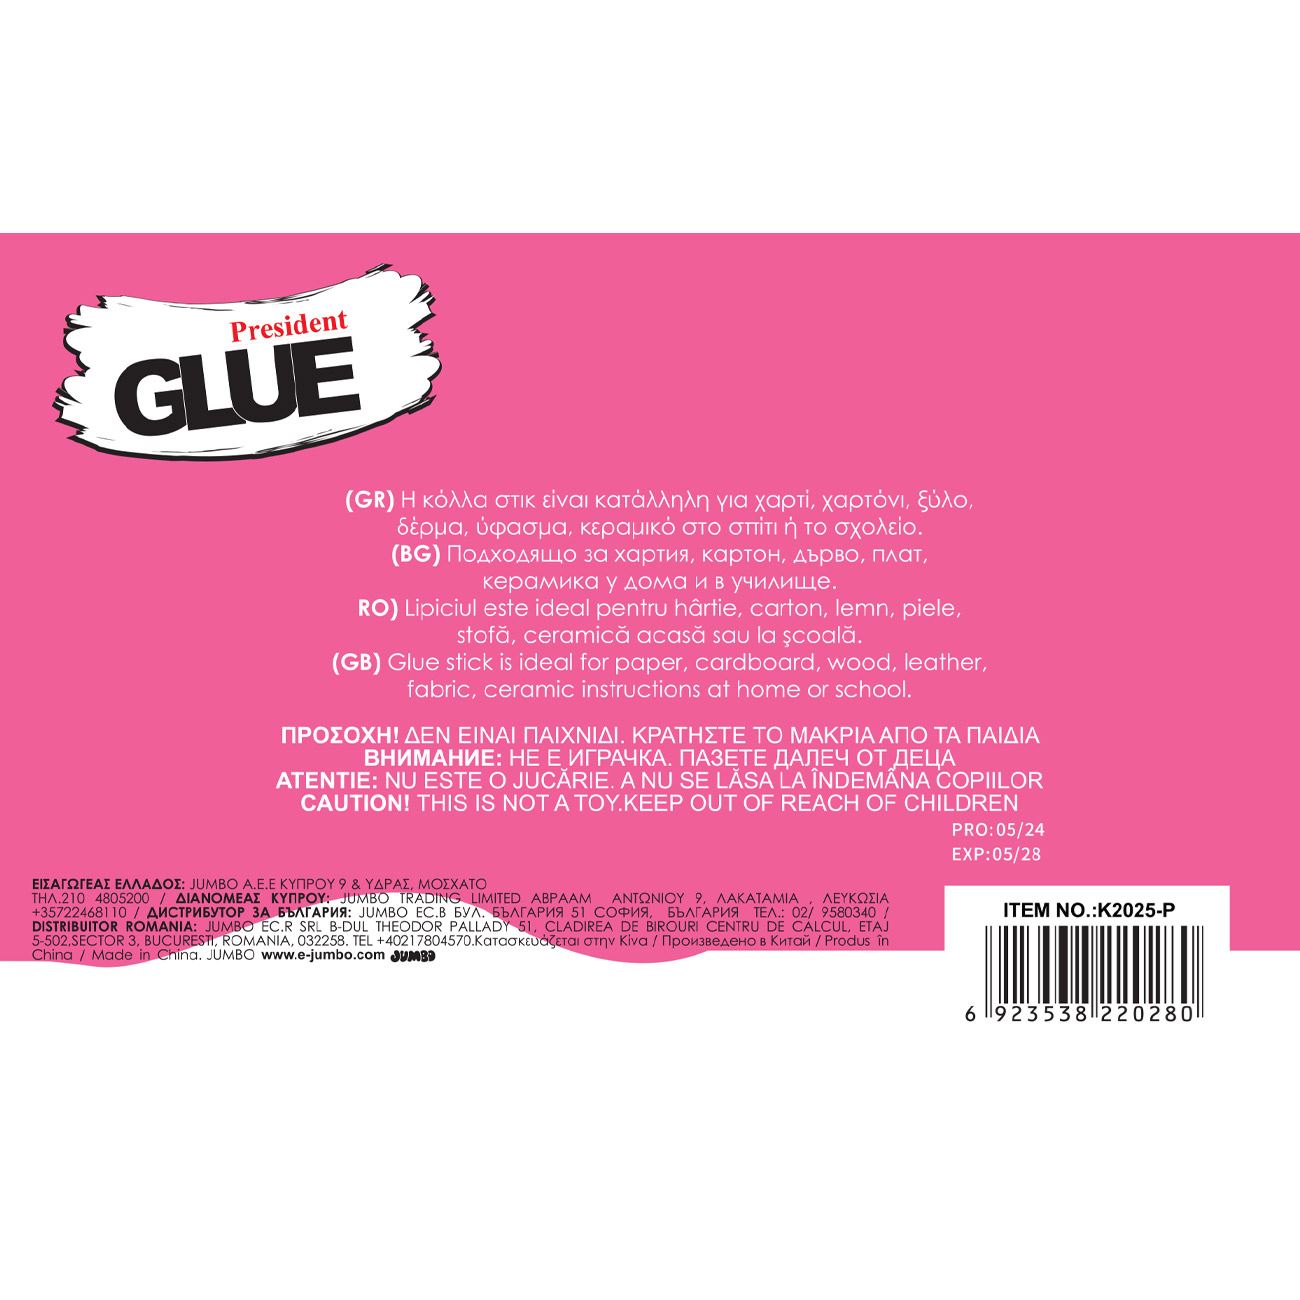 President
GLUE
(GR) Η κόλλα στικ είναι κατάλληλη για χαρτί, χαρτόνι, ξύλο,
δέρμα, ύφασμα, κεραμικό στο σπίτι ή το σχολείο.
(BG) Подходящо за хартия, картон, дърво, плат,
керамика у дома и в училище.
RO) Lipiciul este ideal pentru hârtie, carton, lemn, piele,
stofă, ceramică acasă sau la şcoală.
(GB) Glue stick is ideal for paper, cardboard, wood, leather,
fabric, ceramic instructions at home or school.
ΠΡΟΣΟΧΗ! ΔΕΝ ΕΙΝΑΙ ΠΑΙΧΝΙΔΙ. ΚΡΑΤΗΣΤΕ ΤΟ ΜΑΚΡΙΑ ΑΠΟ ΤΑ ΠΑΙΔΙΑ
ВНИМАНИЕ: НЕ Е ИГРАЧКА. ПАЗЕТЕ ДАЛЕЧ ОТ ДЕЦА
ATENTIE: NU ESTE O JUCĂRIE. A NU SE LĂSA LA ÎNDEMÂNA COPIILOR
CAUTION! THIS IS NOT A TOY.KEEP OUT OF REACH OF CHILDREN
PRO:05/24
EXP:05/28
ΕΙΣΑΓΩΓΕΑΣ ΕΛΛΑΔΟΣ: JUMBO A.E.E ΚΥΠΡΟΥ 9 & ΥΔΡΑΣ, ΜΟΣΧΑΤΟ
ΤΗΛ.210 4805200 / ΔΙΑΝΟΜΕΑΣ ΚΥΠΡΟΥ: JUMBO TRADING LIMITED ΑΒΡΑΑΜ ΑΝΤΩΝΙΟΥ 9, ΛΑΚΑΤΑΜΙΑ , ΛΕΥΚΩΣΙΑ
+35722468110 / ДИСТРИБУТОР ЗА БЪЛГАРИЯ: JUMBO EC.B БУЛ. БЪЛГАРИЯ 51 СОФИЯ, БЪЛГАРИЯ ТЕЛ.: 02/ 9580340 /
DISTRIBUITOR ROMANIA: JUMBO EC.R SRL B-DUL THEODOR PALLADY 51, CLADIREA DE BIROURI CENTRU DE CALCUL, ETAJ
5-502,SECTOR 3, BUCUREȘTI, ROMANIA, 032258. TEL +40217804570.Κατασκευάζεται στην Κίνα / Произведено в Китай / Produs în
China / Made in China. JUMBO www.e-jumbo.com JUMBO
ITEM NO.:K2025-P
6 923538 220280